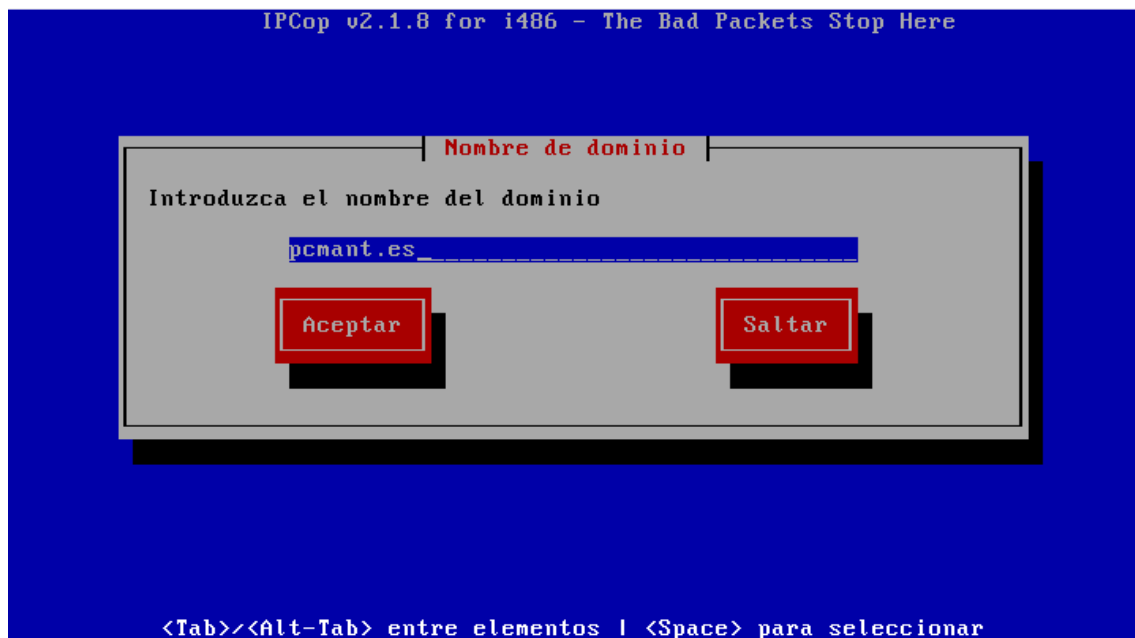 IPCop v2.1.8 for i486 - The Bad Packets Stop Here
Nombre de dominio
Introduzca el nombre del dominio
pcmant.es_
Aceptar Saltar
<Tab>/<Alt-Tab> entre elementos | <Space> para seleccionar